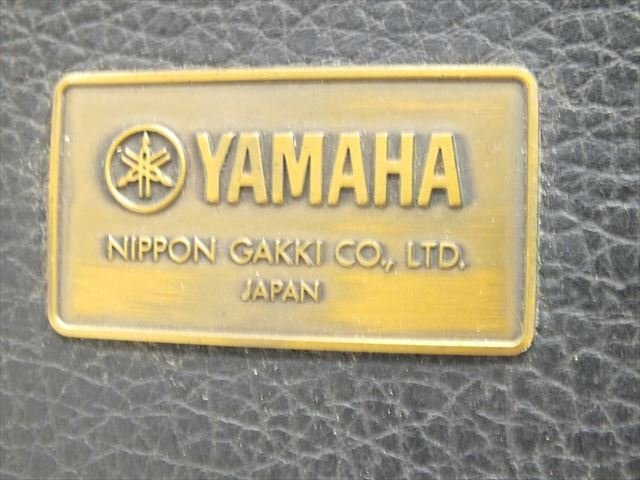 YAMAHA
NIPPON GAKKI CO., LTD.
JAPAN